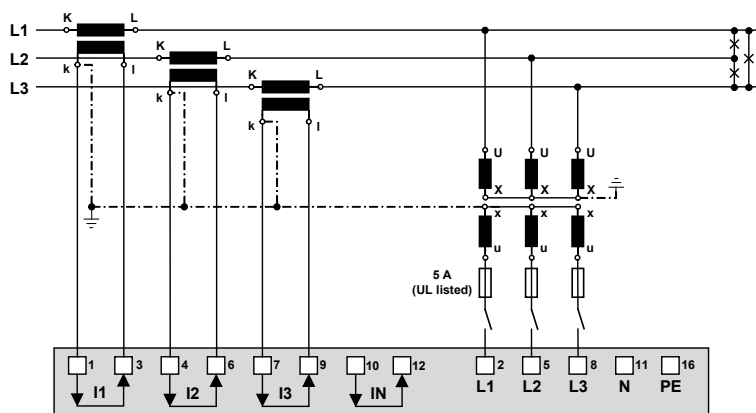 K L
L1
K L
L2
k l
K L
L3
k l
k l
U U U
X X X
x x x
u u u
5 A
(UL listed)
1 3 4 6 7 9 10 12 2 5 8 11 16
I1 I2 I3 IN L1 L2 L3 N PE